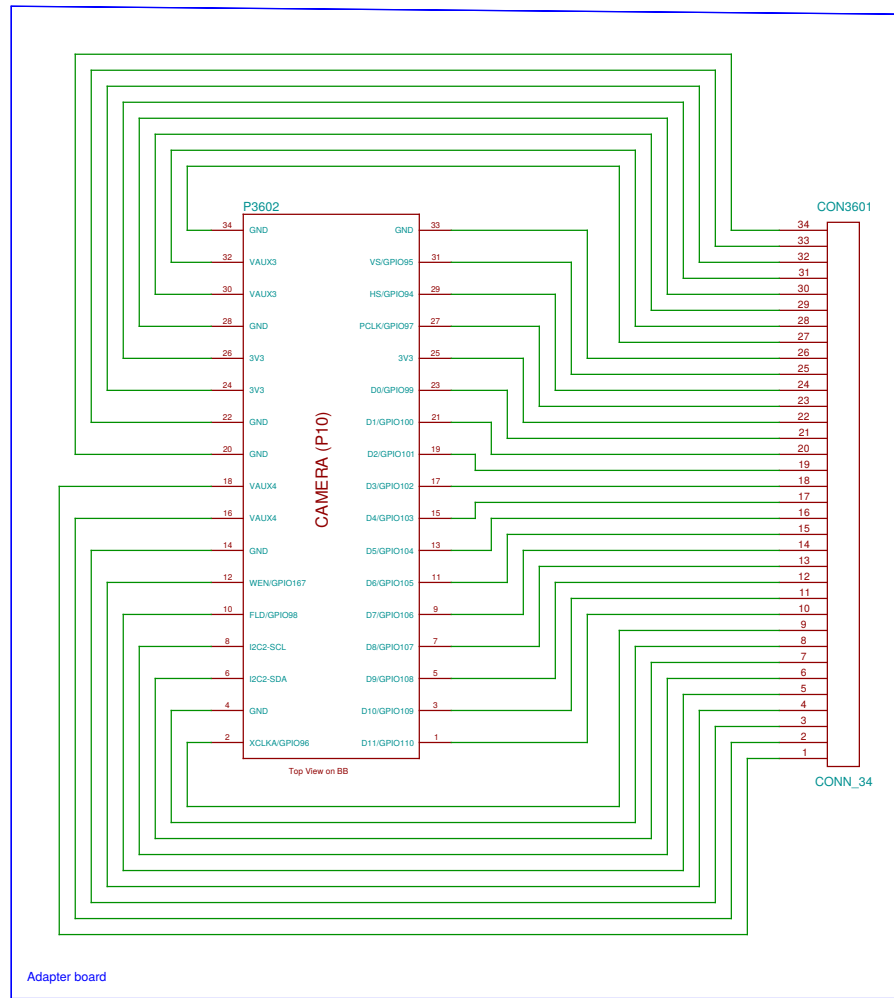 P3602
CON3601
34 GND GND 33
32 VAUX3 VS/GPIO95 31
30 VAUX3 HS/GPIO94 29
28 GND PCLK/GPIO97 27
26 3V3 3V3 25
24 3V3 D0/GPIO99 23
22 GND D1/GPIO100 21
20 GND D2/GPIO101 19
18 VAUX4 D3/GPIO102 17
16 VAUX4 D4/GPIO103 15
14 GND D5/GPIO104 13
12 WEN/GPIO167 D6/GPIO105 11
10 FLD/GPIO98 D7/GPIO106 9
8 I2C2-SCL D8/GPIO107 7
6 I2C2-SDA D9/GPIO108 5
4 GND D10/GPIO109 3
2 XCLKA/GPIO96 D11/GPIO110 1
CAMERA (P10)
Top View on BB
34
33
32
31
30
29
28
27
26
25
24
23
22
21
20
19
18
17
16
15
14
13
12
11
10
9
8
7
6
5
4
3
2
1
CONN_34
Adapter board